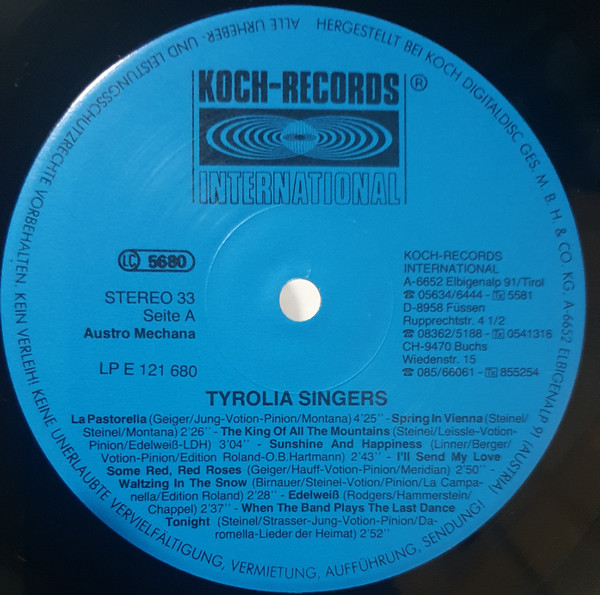 KOCH-RECORDS
®
INTERNATIONAL
LC 5680
STEREO 33
Seite A
Austro Mechana
LP E 121 680
KOCH-RECORDS
INTERNATIONAL
A-6652 Elbigenalp 91/Tirol
☎ 05634/6444 - Tx 5581
D-8958 Füssen
Rupprechtstr. 4 1/2
☎ 08362/5188 - Tx 0541316
CH-9470 Buchs
Wiedenstr. 15
☎ 085/66061 - Tx 855254
TYROLIA SINGERS
La Pastorella (Geiger/Jung-Votion-Pinion/Montana) 4'25'' - Spring In Vienna (Steinel/
Steinel/Montana) 2'26'' - The King Of All The Mountains (Steinel/Leissle-Votion-
Pinion/Edelweiß-LDH) 3'04'' - Sunshine And Happiness (Linner/Berger/
Votion-Pinion/Edition Roland-O.B.Hartmann) 2'43'' - I'll Send My Love
Some Red, Red Roses (Geiger/Hauff-Votion-Pinion/Meridian) 2'50'' -
Waltzing In The Snow (Birnauer/Steinel-Votion-Pinion/La Campa-
nella/Edition Roland) 2'28'' - Edelweiß (Rodgers/Hammerstein/
Chappel) 2'37'' - When The Band Plays The Last Dance
Tonight (Steinel/Strasser-Jung-Votion-Pinion/Da-
romella-Lieder der Heimat) 2'52''
HERGESTELLT BEI KOCH DIGITALDISC GES. M. B. H. & CO. KG, A-6652 ELBIGENALP 91 (AUSTRIA)
ALLE URHEBER- UND LEISTUNGSSCHUTZRECHTE VORBEHALTEN. KEIN VERLEIH! KEINE UNERLAUBTE VERVIELFÄLTIGUNG, VERMIETUNG, AUFFÜHRUNG, SENDUNG!